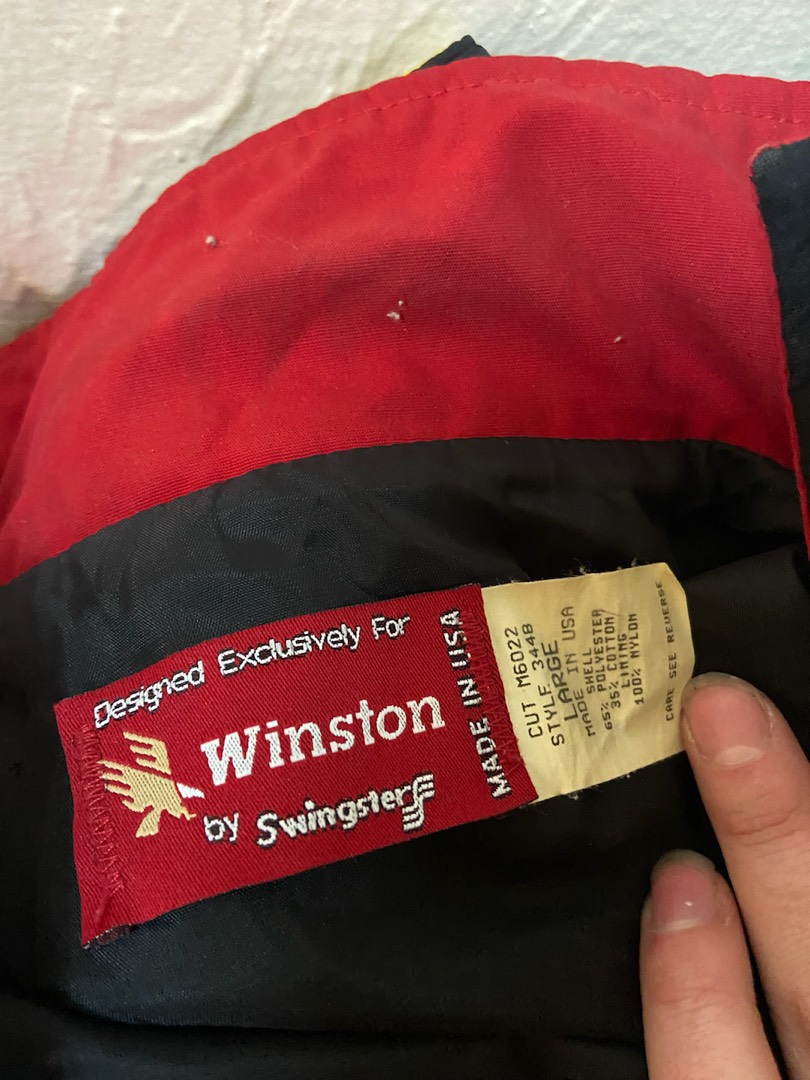 Designed Exclusively For
Winston
by Swingster
MADE IN USA
CUT M6022
STYLE 3448
LARGE
MADE IN USA
SHELL
65% POLYESTER
35% COTTON
LINING
100% NYLON
CARE SEE REVERSE